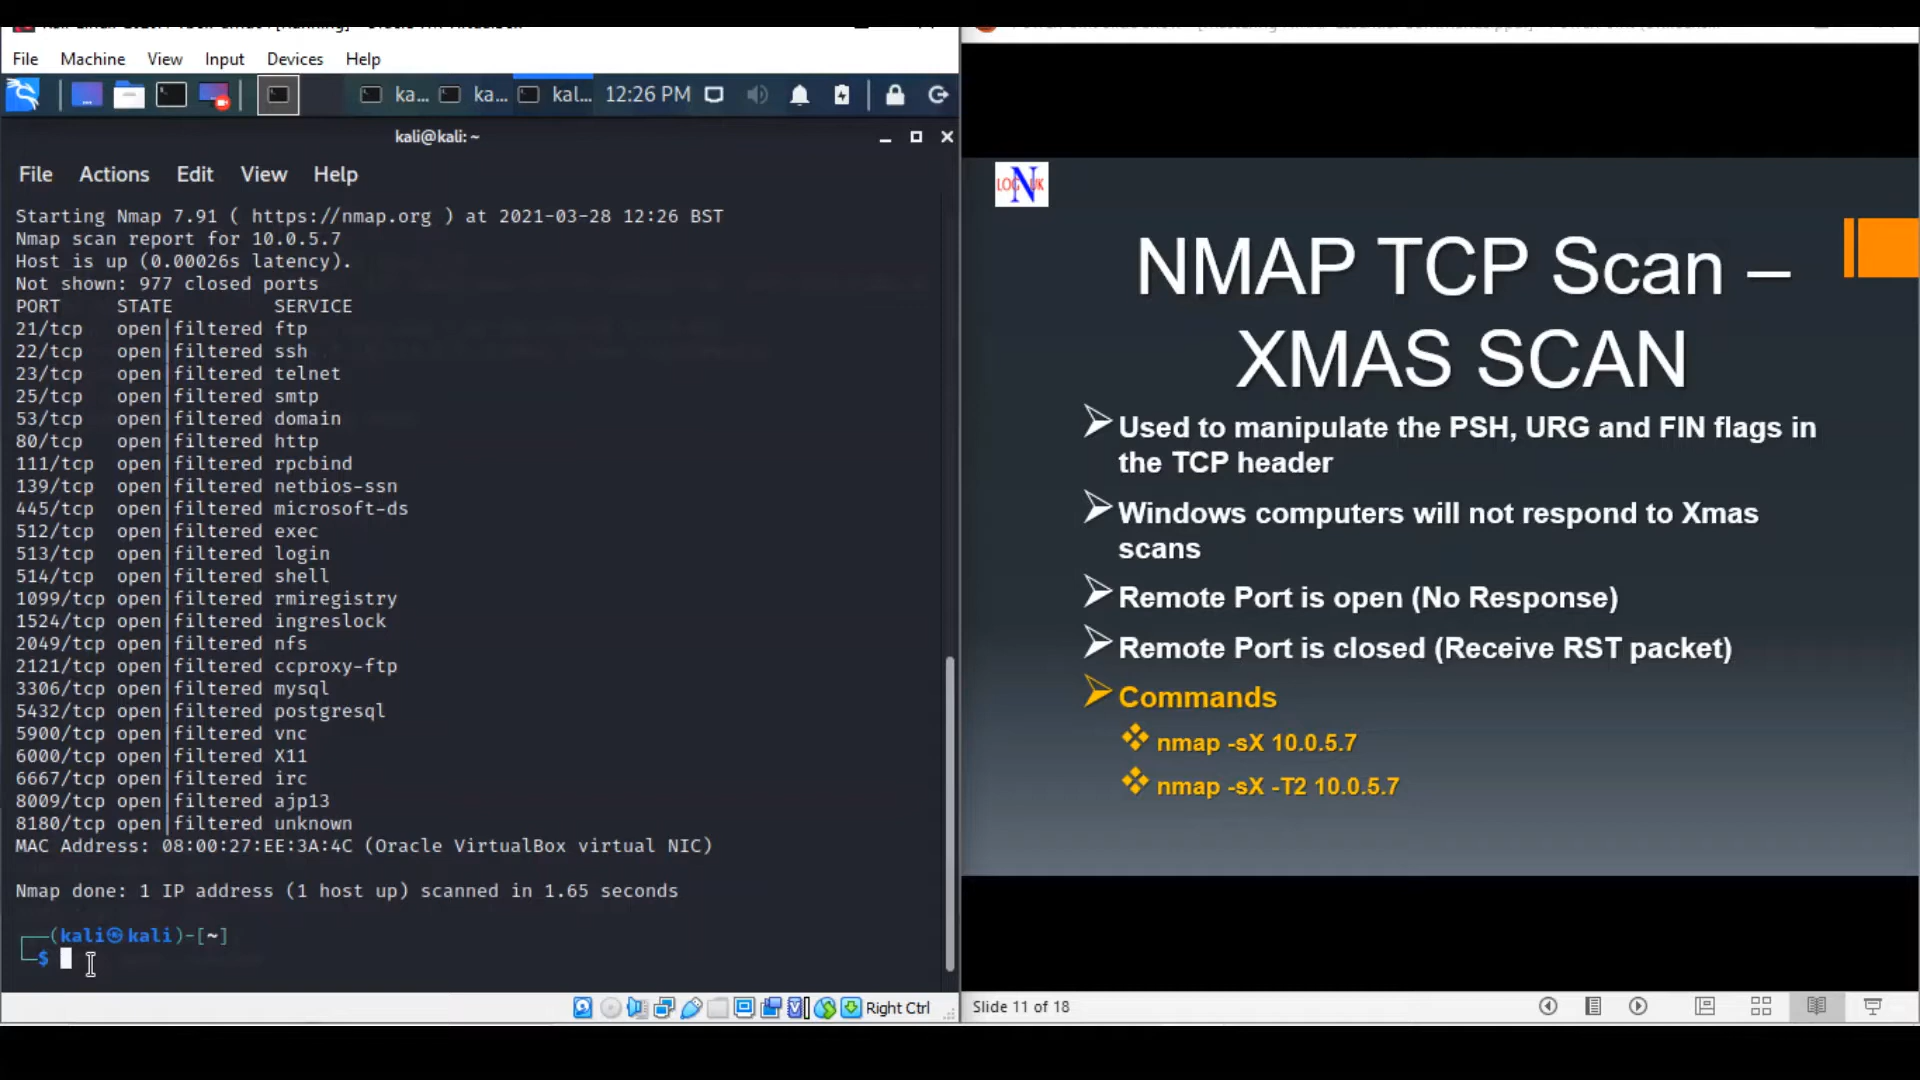 File Machine View Input Devices Help
ka... ka... kal... 12:26 PM
kali@kali: ~
File Actions Edit View Help
Starting Nmap 7.91 ( https://nmap.org ) at 2021-03-28 12:26 BST
Nmap scan report for 10.0.5.7
Host is up (0.00026s latency).
Not shown: 977 closed ports
PORT STATE SERVICE
21/tcp open|filtered ftp
22/tcp open|filtered ssh
23/tcp open|filtered telnet
25/tcp open|filtered smtp
53/tcp open|filtered domain
80/tcp open|filtered http
111/tcp open|filtered rpcbind
139/tcp open|filtered netbios-ssn
445/tcp open|filtered microsoft-ds
512/tcp open|filtered exec
513/tcp open|filtered login
514/tcp open|filtered shell
1099/tcp open|filtered rmiregistry
1524/tcp open|filtered ingreslock
2049/tcp open|filtered nfs
2121/tcp open|filtered ccproxy-ftp
3306/tcp open|filtered mysql
5432/tcp open|filtered postgresql
5900/tcp open|filtered vnc
6000/tcp open|filtered X11
6667/tcp open|filtered irc
8009/tcp open|filtered ajp13
8180/tcp open|filtered unknown
MAC Address: 08:00:27:EE:3A:4C (Oracle VirtualBox virtual NIC)
Nmap done: 1 IP address (1 host up) scanned in 1.65 seconds
(kali㉿kali)-[~]
$
Right Ctrl
NMAP TCP Scan –
XMAS SCAN
Used to manipulate the PSH, URG and FIN flags in
the TCP header
Windows computers will not respond to Xmas
scans
Remote Port is open (No Response)
Remote Port is closed (Receive RST packet)
Commands
nmap -sX 10.0.5.7
nmap -sX -T2 10.0.5.7
Slide 11 of 18